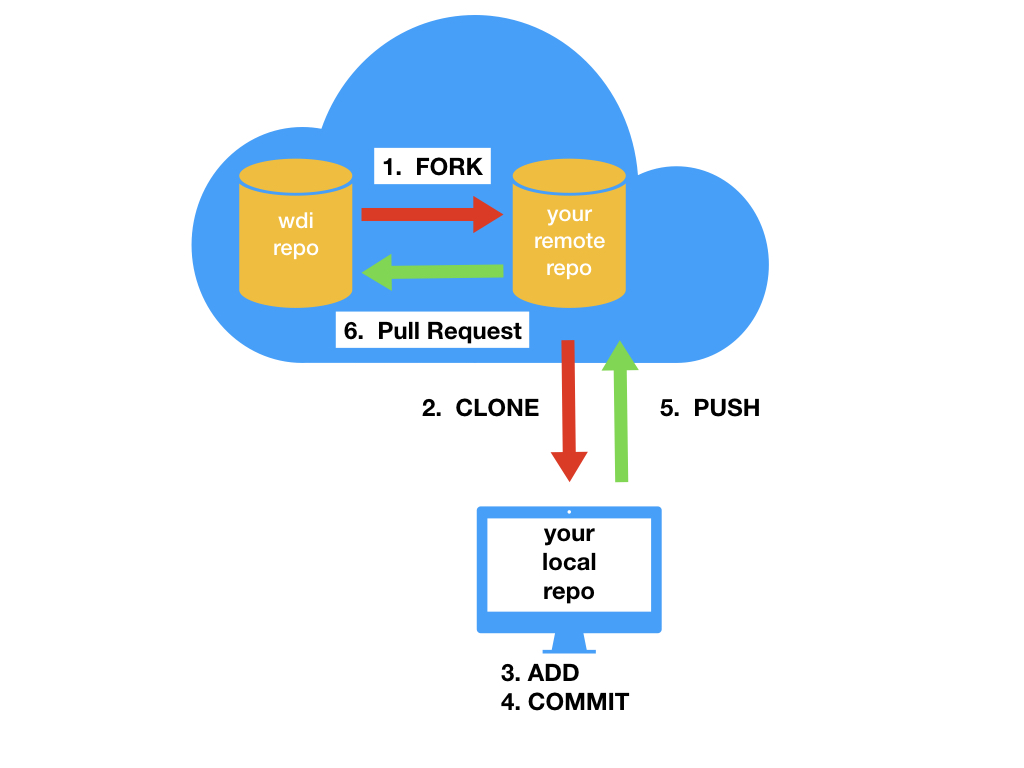 1. FORK
wdi
repo
your
remote
repo
6. Pull Request
2. CLONE
5. PUSH
your
local
repo
3. ADD
4. COMMIT